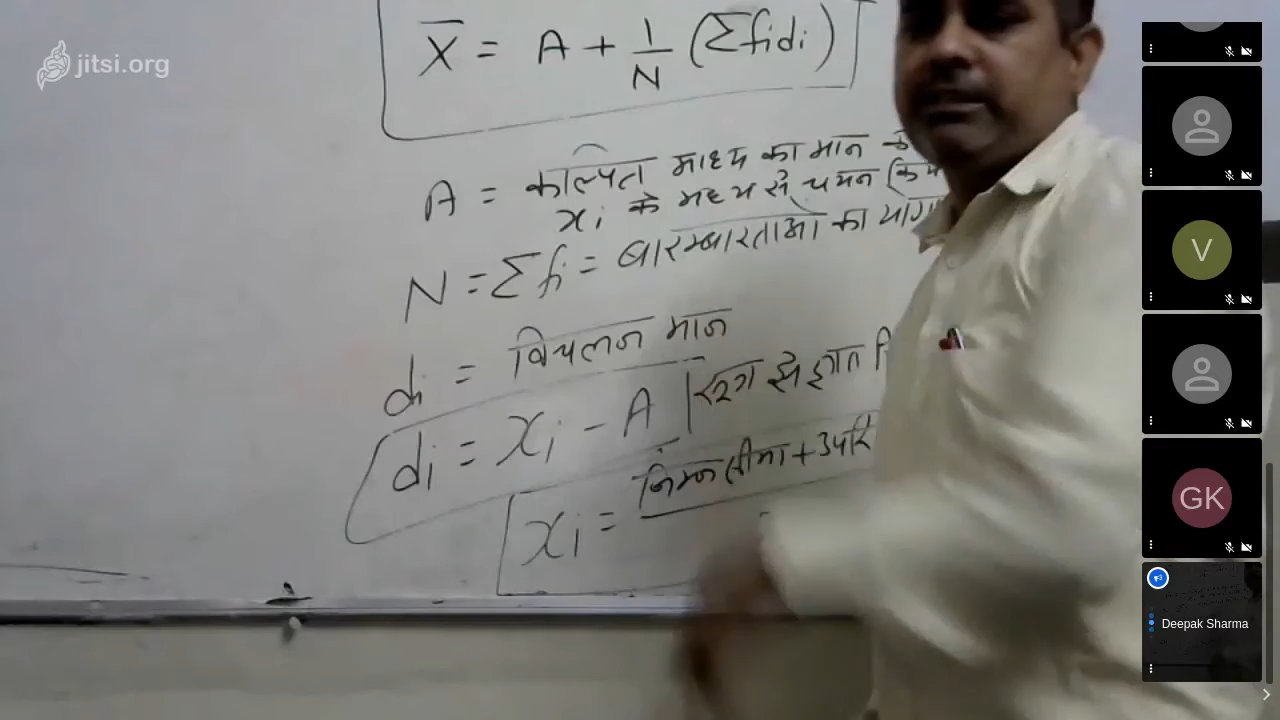 jitsi.org
X̄ = A + 1/N (Σfidi)
A = कल्पित माध्य का मान
xi के मध्य से चयन
N = Σfi = बारम्बारताओ का
di = विचलन मान
di = xi - A
xi = निम्न सीमा + उपरि
V
GK
Deepak Sharma